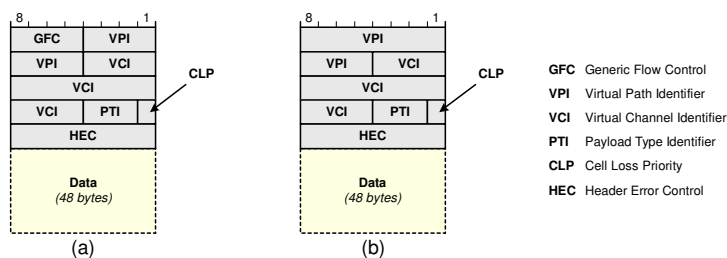 8 1
GFC VPI
VPI VCI
VCI
VCI PTI
CLP
HEC
Data
(48 bytes)
(a)
8 1
VPI
VPI VCI
VCI
VCI PTI
CLP
HEC
Data
(48 bytes)
(b)
GFC Generic Flow Control
VPI Virtual Path Identifier
VCI Virtual Channel Identifier
PTI Payload Type Identifier
CLP Cell Loss Priority
HEC Header Error Control